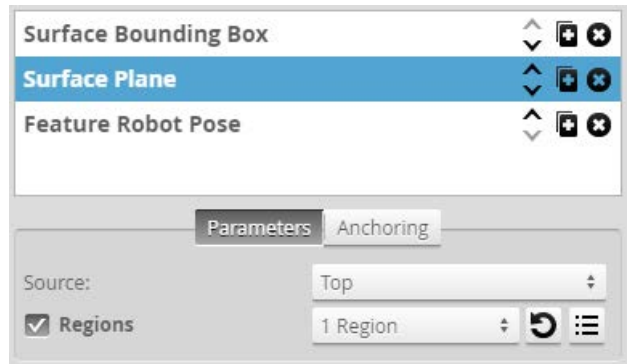 Surface Bounding Box
Surface Plane
Feature Robot Pose
Parameters Anchoring
Source: Top
Regions 1 Region